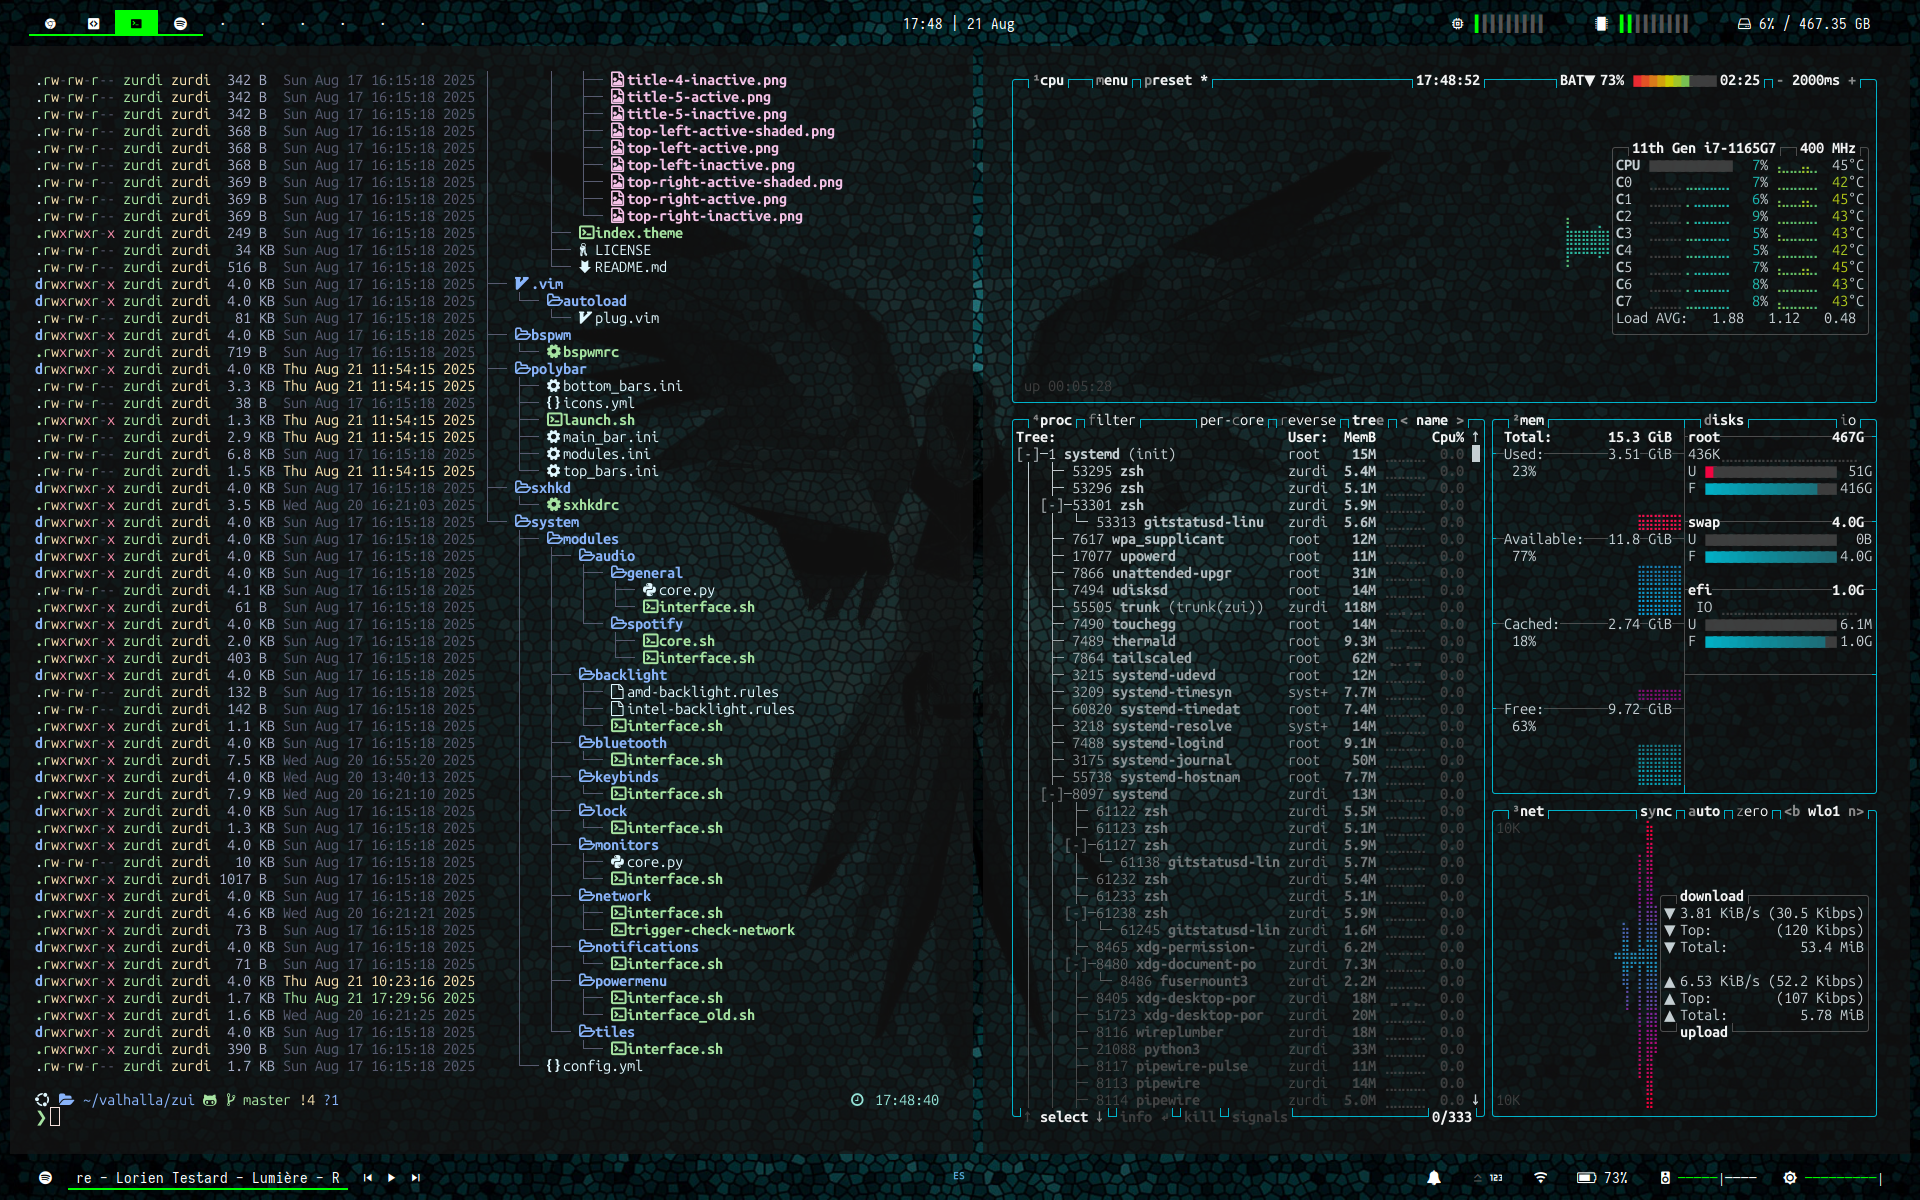 17:48 | 21 Aug
6% / 467.35 GB
.rw-rw-r-- zurdi zurdi 342 B Sun Aug 17 16:15:18 2025 title-4-inactive.png
.rw-rw-r-- zurdi zurdi 342 B Sun Aug 17 16:15:18 2025 title-5-active.png
.rw-rw-r-- zurdi zurdi 342 B Sun Aug 17 16:15:18 2025 title-5-inactive.png
.rw-rw-r-- zurdi zurdi 368 B Sun Aug 17 16:15:18 2025 top-left-active-shaded.png
.rw-rw-r-- zurdi zurdi 368 B Sun Aug 17 16:15:18 2025 top-left-active.png
.rw-rw-r-- zurdi zurdi 368 B Sun Aug 17 16:15:18 2025 top-left-inactive.png
.rw-rw-r-- zurdi zurdi 369 B Sun Aug 17 16:15:18 2025 top-right-active-shaded.png
.rw-rw-r-- zurdi zurdi 369 B Sun Aug 17 16:15:18 2025 top-right-active.png
.rw-rw-r-- zurdi zurdi 369 B Sun Aug 17 16:15:18 2025 top-right-inactive.png
.rwxrwxr-x zurdi zurdi 249 B Sun Aug 17 16:15:18 2025 index.theme
.rw-rw-r-- zurdi zurdi 34 KB Sun Aug 17 16:15:18 2025 LICENSE
.rw-rw-r-- zurdi zurdi 516 B Sun Aug 17 16:15:18 2025 README.md
drwxrwxr-x zurdi zurdi 4.0 KB Sun Aug 17 16:15:18 2025 .vim
drwxrwxr-x zurdi zurdi 4.0 KB Sun Aug 17 16:15:18 2025 autoload
.rw-rw-r-- zurdi zurdi 81 KB Sun Aug 17 16:15:18 2025 plug.vim
drwxrwxr-x zurdi zurdi 4.0 KB Sun Aug 17 16:15:18 2025 bspwm
.rwxrwxr-x zurdi zurdi 719 B Sun Aug 17 16:15:18 2025 bspwmrc
drwxrwxr-x zurdi zurdi 4.0 KB Thu Aug 21 11:54:15 2025 polybar
.rw-rw-r-- zurdi zurdi 3.3 KB Thu Aug 21 11:54:15 2025 bottom_bars.ini
.rw-rw-r-- zurdi zurdi 38 B Sun Aug 17 16:15:18 2025 icons.yml
.rwxrwxr-x zurdi zurdi 1.3 KB Thu Aug 21 11:54:15 2025 launch.sh
.rw-rw-r-- zurdi zurdi 2.9 KB Thu Aug 21 11:54:15 2025 main_bar.ini
.rw-rw-r-- zurdi zurdi 6.8 KB Sun Aug 17 16:15:18 2025 modules.ini
.rw-rw-r-- zurdi zurdi 1.5 KB Thu Aug 21 11:54:15 2025 top_bars.ini
drwxrwxr-x zurdi zurdi 4.0 KB Sun Aug 17 16:15:18 2025 sxhkd
.rwxrwxr-x zurdi zurdi 3.5 KB Wed Aug 20 16:21:03 2025 sxhkdrc
drwxrwxr-x zurdi zurdi 4.0 KB Sun Aug 17 16:15:18 2025 system
drwxrwxr-x zurdi zurdi 4.0 KB Sun Aug 17 16:15:18 2025 modules
drwxrwxr-x zurdi zurdi 4.0 KB Sun Aug 17 16:15:18 2025 audio
drwxrwxr-x zurdi zurdi 4.0 KB Sun Aug 17 16:15:18 2025 general
.rwxrwxr-x zurdi zurdi 4.1 KB Sun Aug 17 16:15:18 2025 core.py
.rwxrwxr-x zurdi zurdi 61 B Sun Aug 17 16:15:18 2025 interface.sh
drwxrwxr-x zurdi zurdi 4.0 KB Sun Aug 17 16:15:18 2025 spotify
.rwxrwxr-x zurdi zurdi 2.0 KB Sun Aug 17 16:15:18 2025 core.sh
.rwxrwxr-x zurdi zurdi 403 B Sun Aug 17 16:15:18 2025 interface.sh
drwxrwxr-x zurdi zurdi 4.0 KB Sun Aug 17 16:15:18 2025 backlight
.rw-rw-r-- zurdi zurdi 132 B Sun Aug 17 16:15:18 2025 amd-backlight.rules
.rw-rw-r-- zurdi zurdi 142 B Sun Aug 17 16:15:18 2025 intel-backlight.rules
.rwxrwxr-x zurdi zurdi 1.1 KB Sun Aug 17 16:15:18 2025 interface.sh
drwxrwxr-x zurdi zurdi 4.0 KB Sun Aug 17 16:15:18 2025 bluetooth
.rwxrwxr-x zurdi zurdi 7.5 KB Wed Aug 20 16:55:20 2025 interface.sh
drwxrwxr-x zurdi zurdi 4.0 KB Wed Aug 20 13:40:13 2025 keybinds
.rwxrwxr-x zurdi zurdi 7.9 KB Wed Aug 20 16:21:10 2025 interface.sh
drwxrwxr-x zurdi zurdi 4.0 KB Sun Aug 17 16:15:18 2025 lock
.rwxrwxr-x zurdi zurdi 1.3 KB Sun Aug 17 16:15:18 2025 interface.sh
drwxrwxr-x zurdi zurdi 4.0 KB Sun Aug 17 16:15:18 2025 monitors
.rw-rw-r-- zurdi zurdi 10 KB Sun Aug 17 16:15:18 2025 core.py
.rwxrwxr-x zurdi zurdi 1017 B Sun Aug 17 16:15:18 2025 interface.sh
drwxrwxr-x zurdi zurdi 4.0 KB Sun Aug 17 16:15:18 2025 network
.rwxrwxr-x zurdi zurdi 4.6 KB Wed Aug 20 16:21:21 2025 interface.sh
.rwxrwxr-x zurdi zurdi 73 B Sun Aug 17 16:15:18 2025 trigger-check-network
drwxrwxr-x zurdi zurdi 4.0 KB Sun Aug 17 16:15:18 2025 notifications
.rwxrwxr-x zurdi zurdi 71 B Sun Aug 17 16:15:18 2025 interface.sh
drwxrwxr-x zurdi zurdi 4.0 KB Thu Aug 21 10:23:16 2025 powermenu
.rwxrwxr-x zurdi zurdi 1.7 KB Thu Aug 21 17:29:56 2025 interface.sh
.rwxrwxr-x zurdi zurdi 1.6 KB Wed Aug 20 16:21:25 2025 interface_old.sh
drwxrwxr-x zurdi zurdi 4.0 KB Sun Aug 17 16:15:18 2025 tiles
.rwxrwxr-x zurdi zurdi 390 B Sun Aug 17 16:15:18 2025 interface.sh
.rw-rw-r-- zurdi zurdi 1.7 KB Sun Aug 17 16:15:18 2025 config.yml
~/valhalla/zui master !4 ?1 17:48:40
❯
¹cpu menu preset * 17:48:52 BAT▼ 73% 02:25 - 2000ms +
11th Gen i7-1165G7 400 MHz
CPU 7% 45°C
C0 7% 42°C
C1 6% 45°C
C2 9% 43°C
C3 5% 43°C
C4 5% 42°C
C5 7% 45°C
C6 8% 43°C
C7 8% 43°C
Load AVG: 1.88 1.12 0.48
up 00:05:28
⁴proc filter per-core reverse tree < name >
Tree: User: MemB Cpu% ↑
[-]─1 systemd (init) root 15M 0.0
53295 zsh zurdi 5.4M 0.0
53296 zsh zurdi 5.1M 0.0
[-]─53301 zsh zurdi 5.9M 0.0
53313 gitstatusd-linu zurdi 5.6M 0.0
7617 wpa_supplicant root 12M 0.0
17077 upowerd root 11M 0.0
7866 unattended-upgr root 31M 0.0
7494 udisksd root 14M 0.0
55505 trunk (trunk(zui)) zurdi 118M 0.0
7490 touchegg root 14M 0.0
7489 thermald root 9.3M 0.0
7864 tailscaled root 62M 0.0
3215 systemd-udevd root 12M 0.0
3209 systemd-timesyn syst+ 7.7M 0.0
60820 systemd-timedat root 7.4M 0.0
3218 systemd-resolve syst+ 14M 0.0
7488 systemd-logind root 9.1M 0.0
3175 systemd-journal root 50M 0.0
55738 systemd-hostnam root 7.7M 0.0
[-]─8097 systemd zurdi 13M 0.0
61122 zsh zurdi 5.5M 0.0
61123 zsh zurdi 5.1M 0.0
[-]─61127 zsh zurdi 5.9M 0.0
61138 gitstatusd-lin zurdi 5.7M 0.0
61232 zsh zurdi 5.4M 0.0
61233 zsh zurdi 5.1M 0.0
[-]─61238 zsh zurdi 5.9M 0.0
61245 gitstatusd-lin zurdi 1.6M 0.0
8465 xdg-permission- zurdi 6.2M 0.0
[-]─8480 xdg-document-po zurdi 7.3M 0.0
8486 fusermount3 zurdi 2.2M 0.0
8405 xdg-desktop-por zurdi 18M 0.0
51723 xdg-desktop-por zurdi 20M 0.0
8116 wireplumber zurdi 18M 0.0
21088 python3 zurdi 33M 0.0
8117 pipewire-pulse zurdi 11M 0.0
8113 pipewire zurdi 14M 0.0
8114 pipewire zurdi 5.0M 0.0 ↓
↑ select ↓ info ↲ kill signals 0/333
²mem disks io
Total: 15.3 GiB root 467G
Used: 3.51 GiB 436K
23% U 51G
F 416G
swap 4.0G
Available: 11.8 GiB U 0B
77% F 4.0G
efi 1.0G
IO
Cached: 2.74 GiB U 6.1M
18% F 1.0G
Free: 9.72 GiB
63%
³net sync auto zero <b wlo1 n>
10K
download
▼ 3.81 KiB/s (30.5 Kibps)
▼ Top: (120 Kibps)
▼ Total: 53.4 MiB
▲ 6.53 KiB/s (52.2 Kibps)
▲ Top: (107 Kibps)
▲ Total: 5.78 MiB
upload
10K
re – Lorien Testard – Lumière – R
ES
123
73%